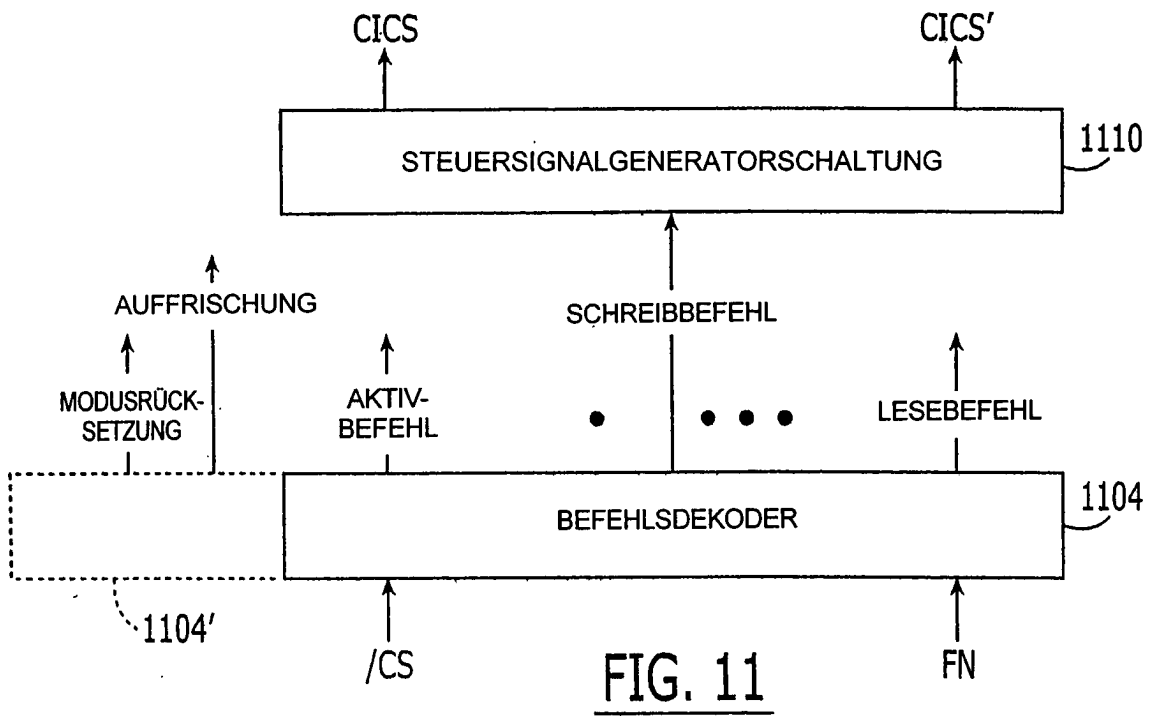 CICS
CICS'
STEUERSIGNALGENERATORSCHALTUNG
1110
AUFFRISCHUNG
SCHREIBBEFEHL
MODUSRÜCK-
SETZUNG
AKTIV-
BEFEHL
LESEBEFEHL
BEFEHLSDEKODER
1104
1104'
/CS
FN
FIG. 11